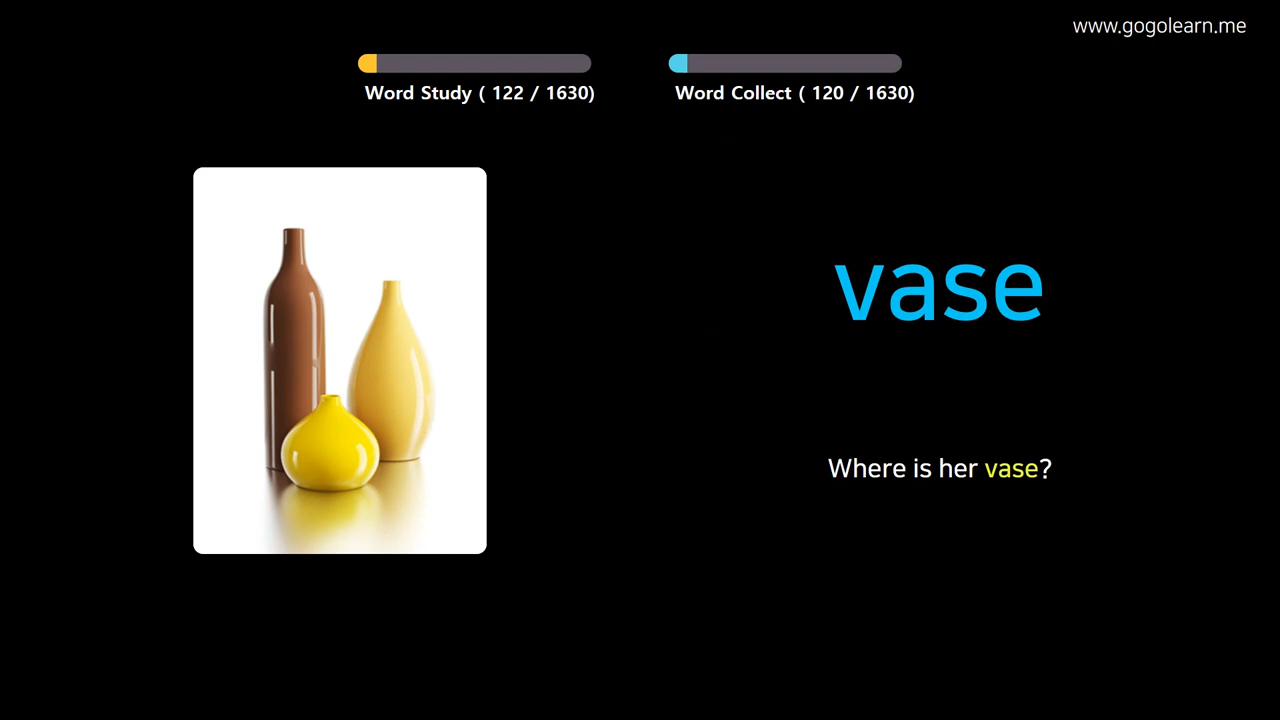 www.gogolearn.me
Word Study ( 122 / 1630)
Word Collect ( 120 / 1630)
vase
Where is her vase?